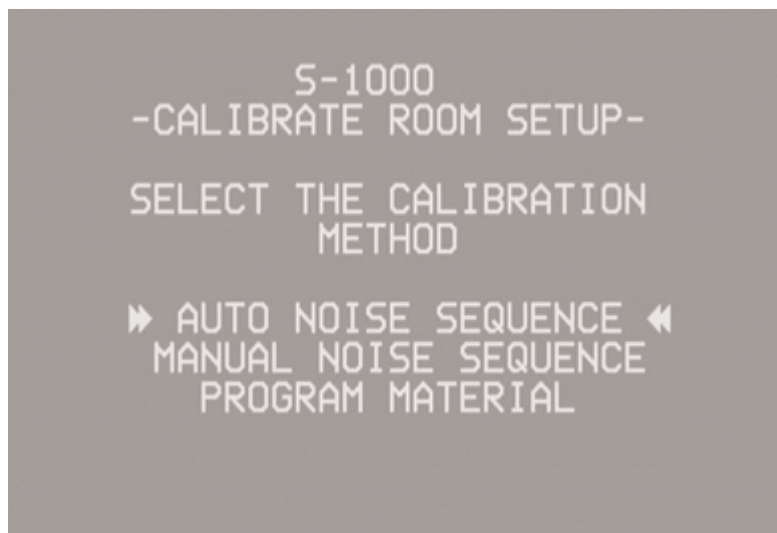 S-1000
-CALIBRATE ROOM SETUP-
SELECT THE CALIBRATION
METHOD
AUTO NOISE SEQUENCE
MANUAL NOISE SEQUENCE
PROGRAM MATERIAL